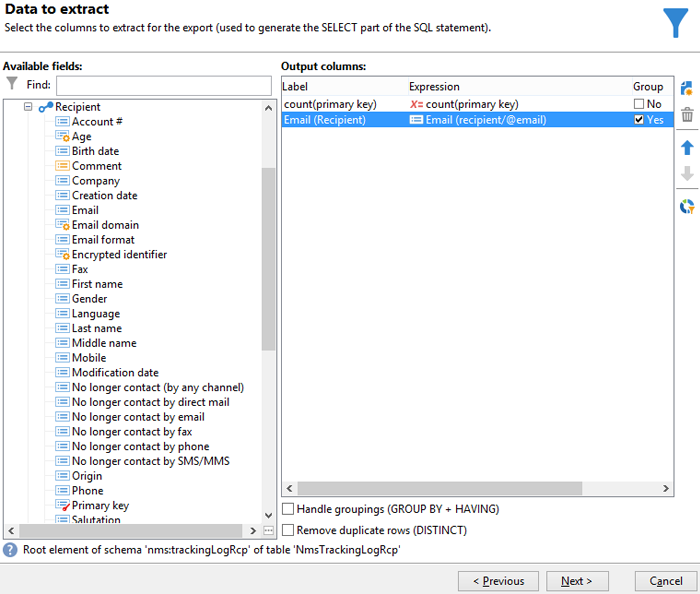 Data to extract
Select the columns to extract for the export (used to generate the SELECT part of the SQL statement).
Available fields:
Find:
Recipient
Account #
Age
Birth date
Comment
Company
Creation date
Email
Email domain
Email format
Encrypted identifier
Fax
First name
Gender
Language
Last name
Middle name
Mobile
Modification date
No longer contact (by any channel)
No longer contact by direct mail
No longer contact by email
No longer contact by fax
No longer contact by phone
No longer contact by SMS/MMS
Origin
Phone
Primary key
Salutation
Output columns:
Label Expression Group
count(primary key) X= count(primary key) No
Email (Recipient) Email (recipient/@email) Yes
Handle groupings (GROUP BY + HAVING)
Remove duplicate rows (DISTINCT)
? Root element of schema 'nms:trackingLogRcp' of table 'NmsTrackingLogRcp'
< Previous Next > Cancel